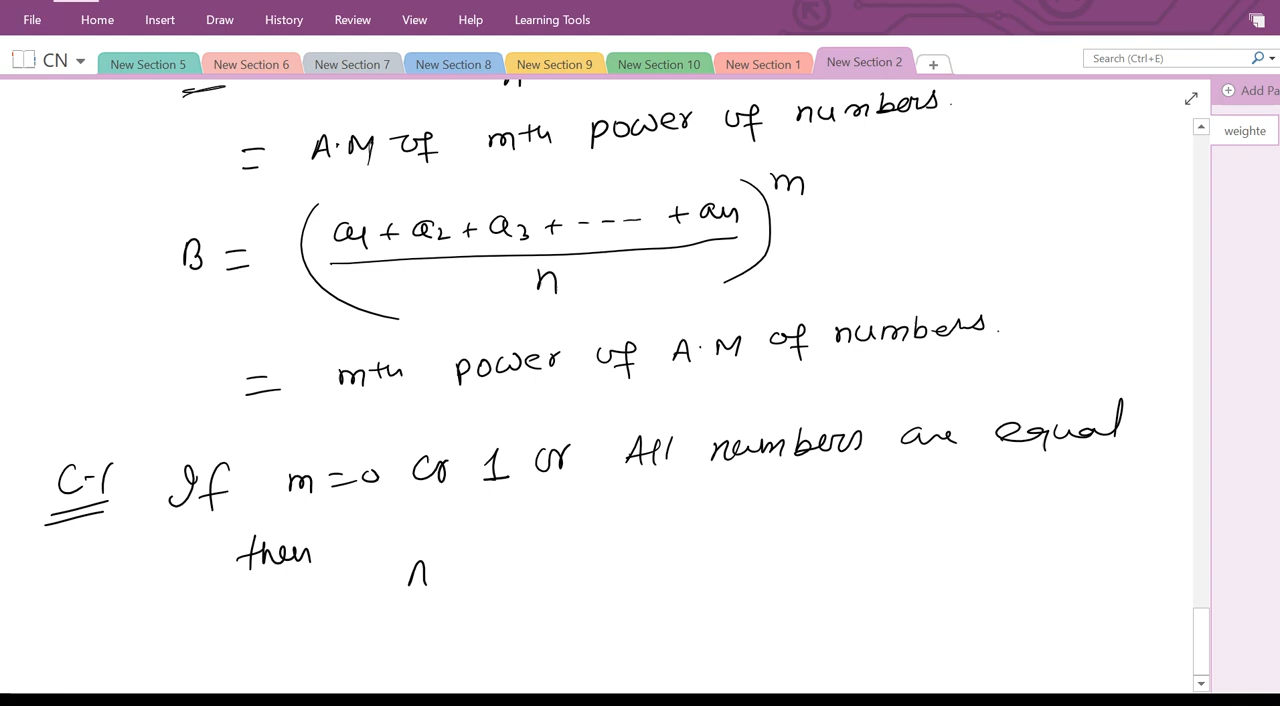 File Home Insert Draw History Review View Help Learning Tools
CN New Section 5 New Section 6 New Section 7 New Section 8 New Section 9 New Section 10 New Section 1 New Section 2 + Search (Ctrl+E)
Add Pa
weighte
n
= A.M of mth power of numbers.
B = ( a1 + a2 + a3 + ---- + an / n )^m
= mth power of A.M of numbers.
C-1 If m=0 or 1 or All numbers are equal
then